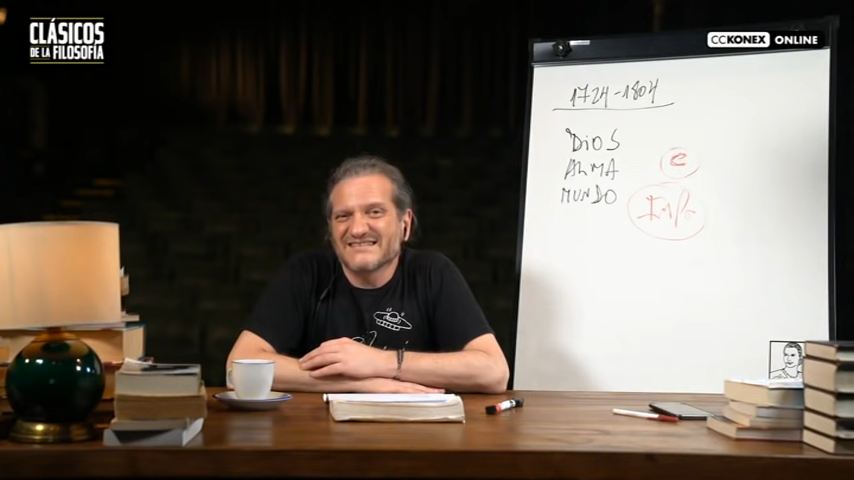 CLÁSICOS
DE LA FILOSOFÍA
CCKONEX ONLINE
1724-1804
DIOS
ALMA
MUNDO
e